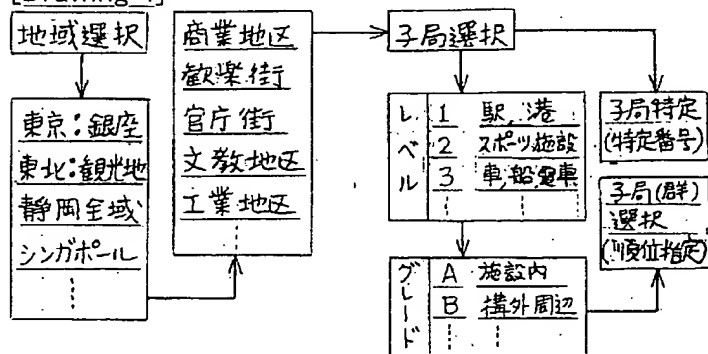 [Drawing 4]
地域選択
東京:銀座
東北:観光地
静岡全域
シンガポール
商業地区
歓楽街
官庁街
文教地区
工業地区
子局選択
レベル
1 駅,港
2 スポーツ施設
3 車,船,電車
グレード
A 施設内
B 構外周辺
子局特定
(特定番号)
子局(群)
選択
(順位指定)